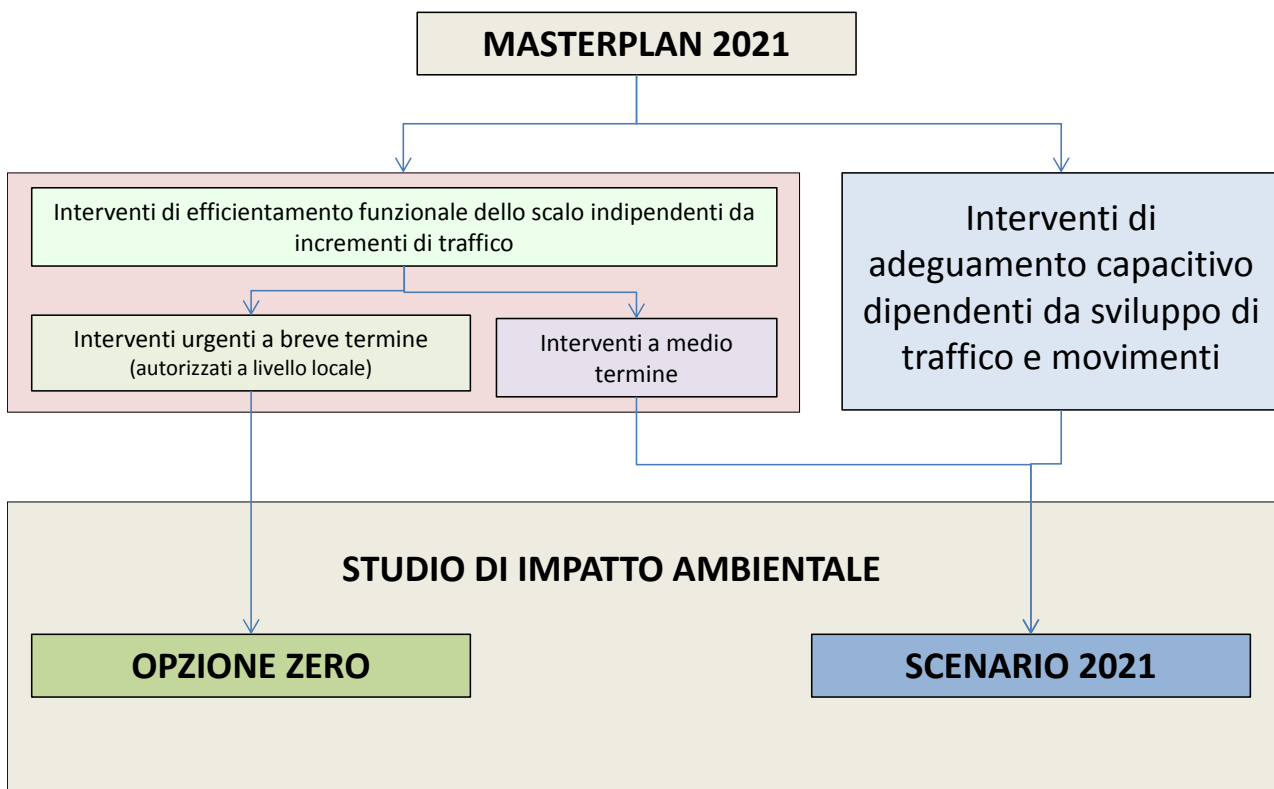 MASTERPLAN 2021
Interventi di efficientamento funzionale dello scalo indipendenti da
incrementi di traffico
Interventi urgenti a breve termine
(autorizzati a livello locale)
Interventi a medio
termine
Interventi di
adeguamento capacitivo
dipendenti da sviluppo di
traffico e movimenti
STUDIO DI IMPATTO AMBIENTALE
OPZIONE ZERO
SCENARIO 2021